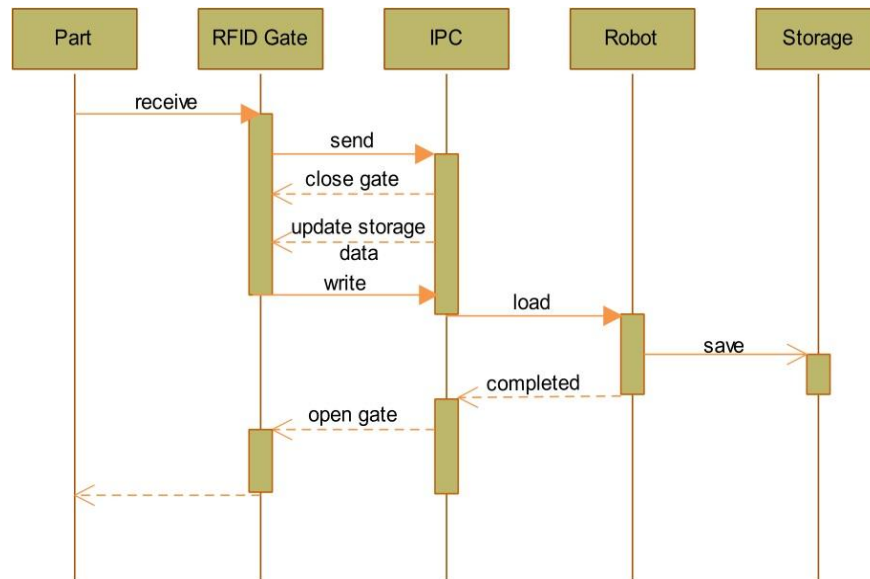 Part
RFID Gate
IPC
Robot
Storage
receive
send
close gate
update storage
data
write
load
save
completed
open gate